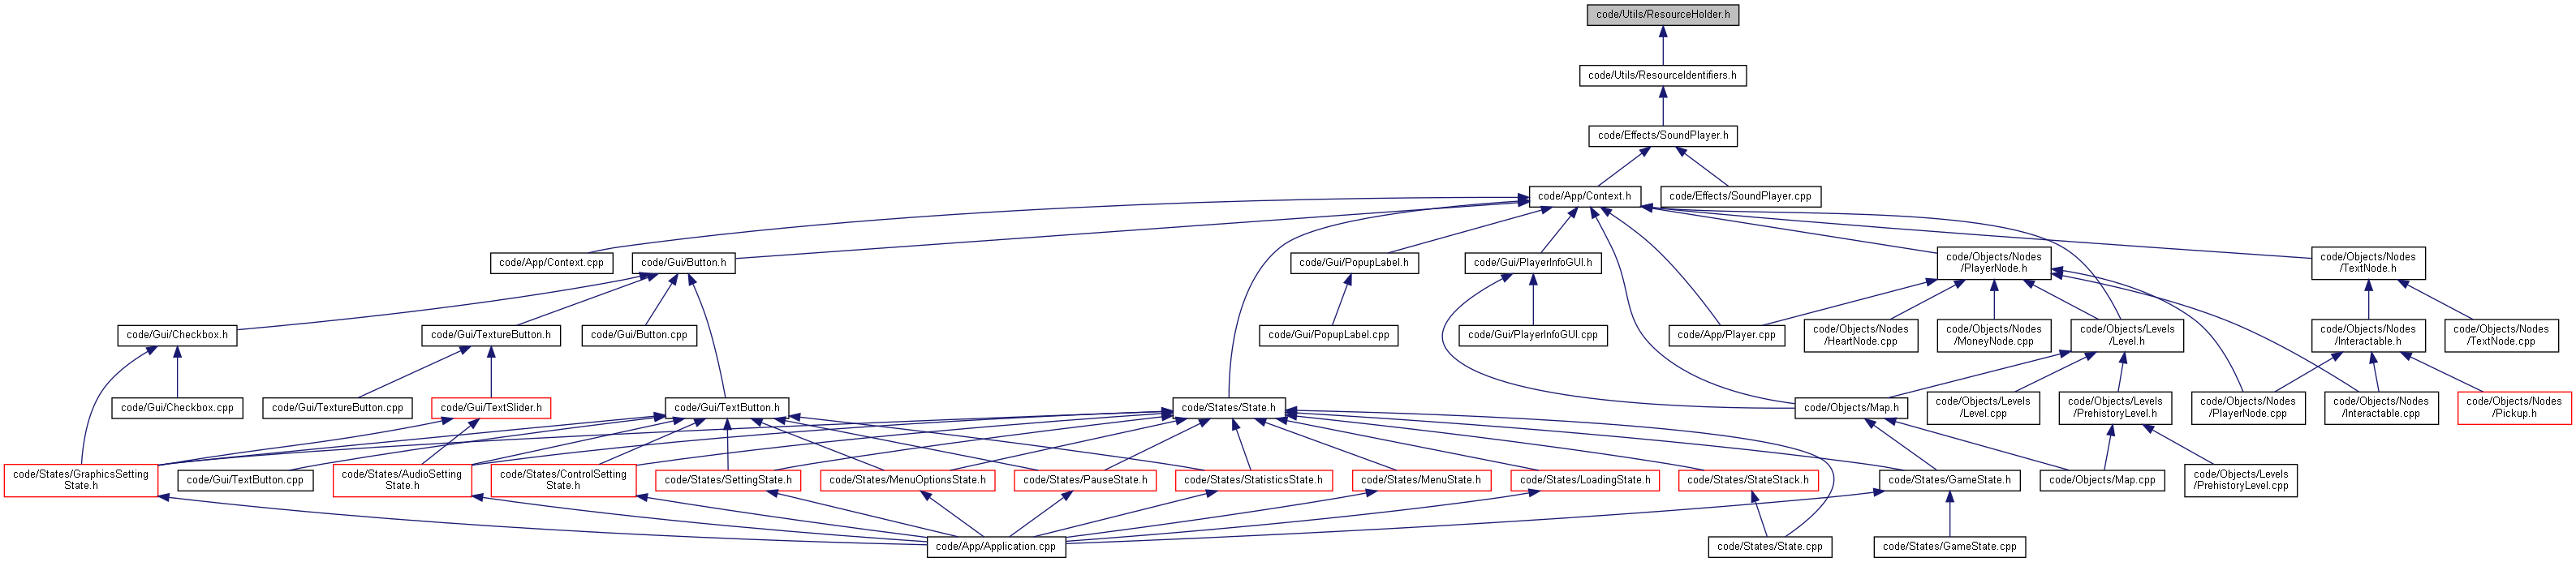 code/Utils/ResourceHolder.h
code/Utils/ResourceIdentifiers.h
code/Effects/SoundPlayer.h
code/App/Context.h
code/Effects/SoundPlayer.cpp
code/App/Context.cpp
code/Gui/Button.h
code/Gui/PopupLabel.h
code/Gui/PlayerInfoGUI.h
code/Objects/Nodes
/PlayerNode.h
code/Objects/Nodes
/TextNode.h
code/Gui/Checkbox.h
code/Gui/TextureButton.h
code/Gui/Button.cpp
code/Gui/PopupLabel.cpp
code/Gui/PlayerInfoGUI.cpp
code/App/Player.cpp
code/Objects/Nodes
/HeartNode.cpp
code/Objects/Nodes
/MoneyNode.cpp
code/Objects/Levels
/Level.h
code/Objects/Nodes
/Interactable.h
code/Objects/Nodes
/TextNode.cpp
code/Gui/Checkbox.cpp
code/Gui/TextureButton.cpp
code/Gui/TextSlider.h
code/Gui/TextButton.h
code/States/State.h
code/Objects/Map.h
code/Objects/Levels
/Level.cpp
code/Objects/Levels
/PrehistoryLevel.h
code/Objects/Nodes
/PlayerNode.cpp
code/Objects/Nodes
/Interactable.cpp
code/Objects/Nodes
/Pickup.h
code/States/GraphicsSetting
State.h
code/Gui/TextButton.cpp
code/States/AudioSetting
State.h
code/States/ControlSetting
State.h
code/States/SettingState.h
code/States/MenuOptionsState.h
code/States/PauseState.h
code/States/StatisticsState.h
code/States/MenuState.h
code/States/LoadingState.h
code/States/StateStack.h
code/States/GameState.h
code/Objects/Map.cpp
code/Objects/Levels
/PrehistoryLevel.cpp
code/App/Application.cpp
code/States/State.cpp
code/States/GameState.cpp